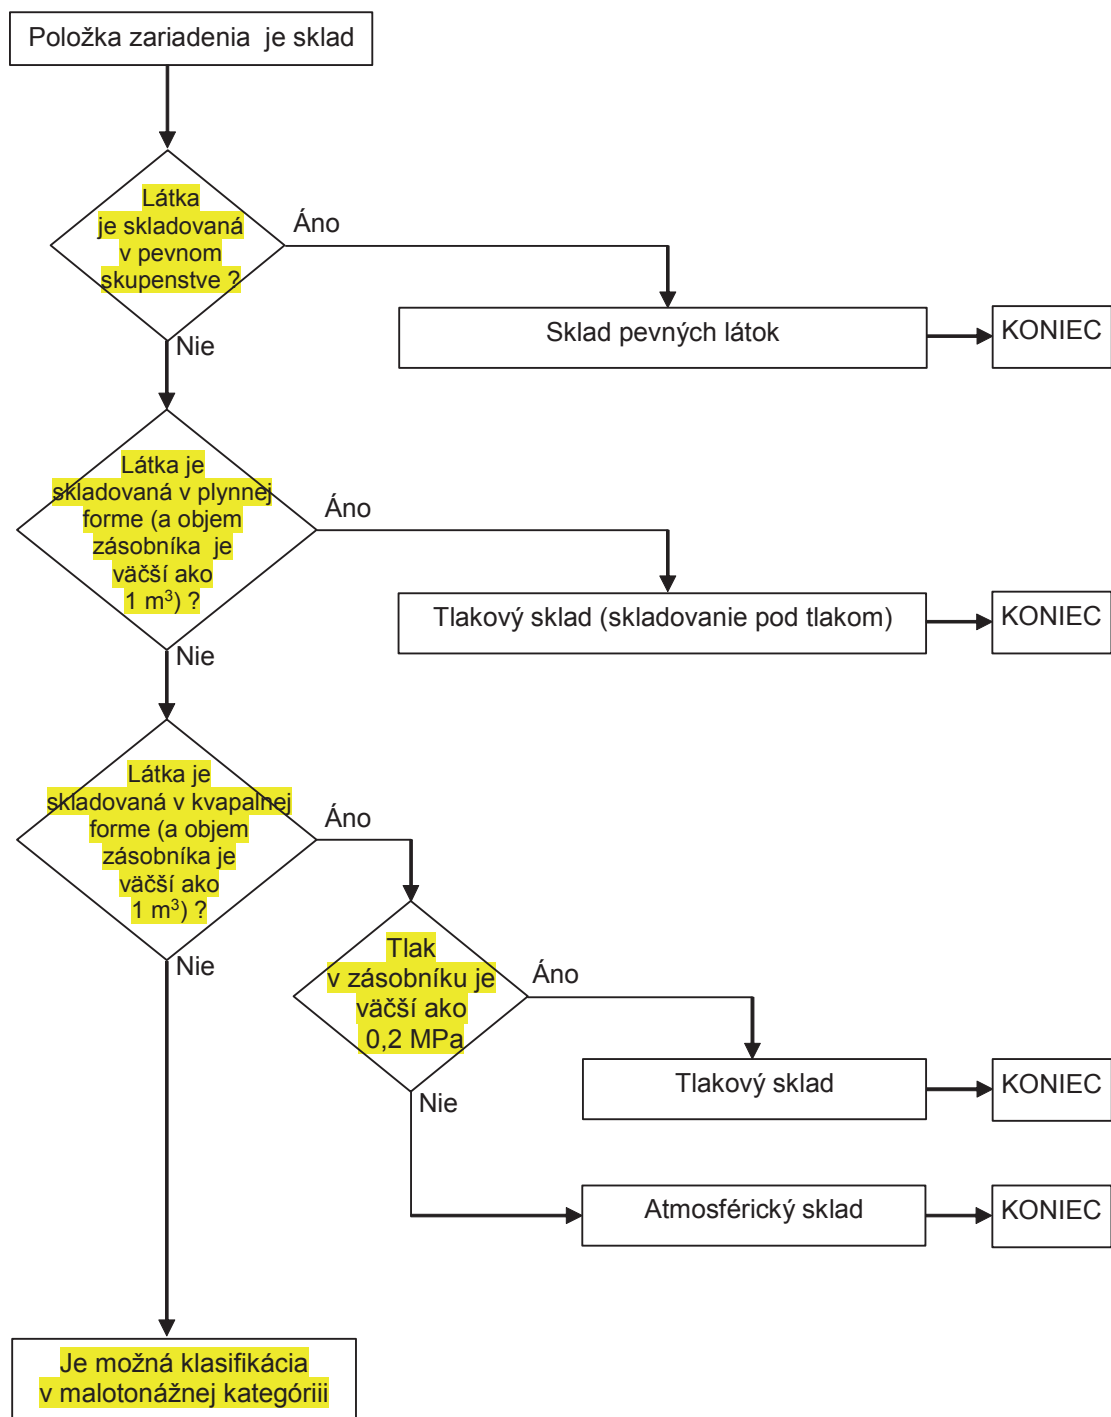 Položka zariadenia je sklad
Látka
je skladovaná
v pevnom
skupenstve ?
Áno
Nie
Sklad pevných látok
KONIEC
Látka je
skladovaná v plynnej
forme (a objem
zásobníka je
väčší ako
1 m³) ?
Áno
Nie
Tlakový sklad (skladovanie pod tlakom)
KONIEC
Látka je
skladovaná v kvapalnej
forme (a objem
zásobníka je
väčší ako
1 m³) ?
Áno
Nie
Tlak
v zásobníku je
väčší ako
0,2 MPa
Áno
Nie
Tlakový sklad
KONIEC
Atmosférický sklad
KONIEC
Je možná klasifikácia
v malotonážnej kategóriii